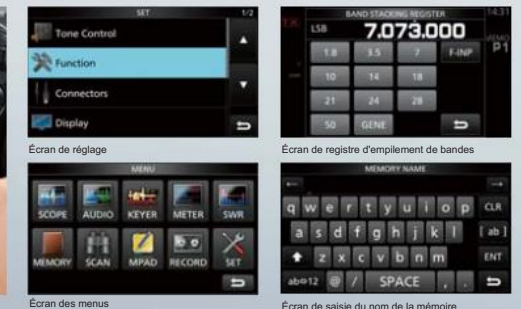 SET 1/2
Tone Control
Function
Connectors
Display
Écran de réglage
BAND STACKING REGISTER 14:31
LSB 7.073.000
P1
1.8 3.5 7 F-INP
10 14 18
21 24 28
50 GENE
Écran de registre d'empilement de bandes
MENU
SCOPE AUDIO KEYER METER SWR
MEMORY SCAN MPAD RECORD SET
Écran des menus
MEMORY NAME
q w e r t y u i o p CLR
a s d f g h j k l [ ab ]
z x c v b n m ENT
ab⇔12 @ / SPACE , .
Écran de saisie du nom de la mémoire